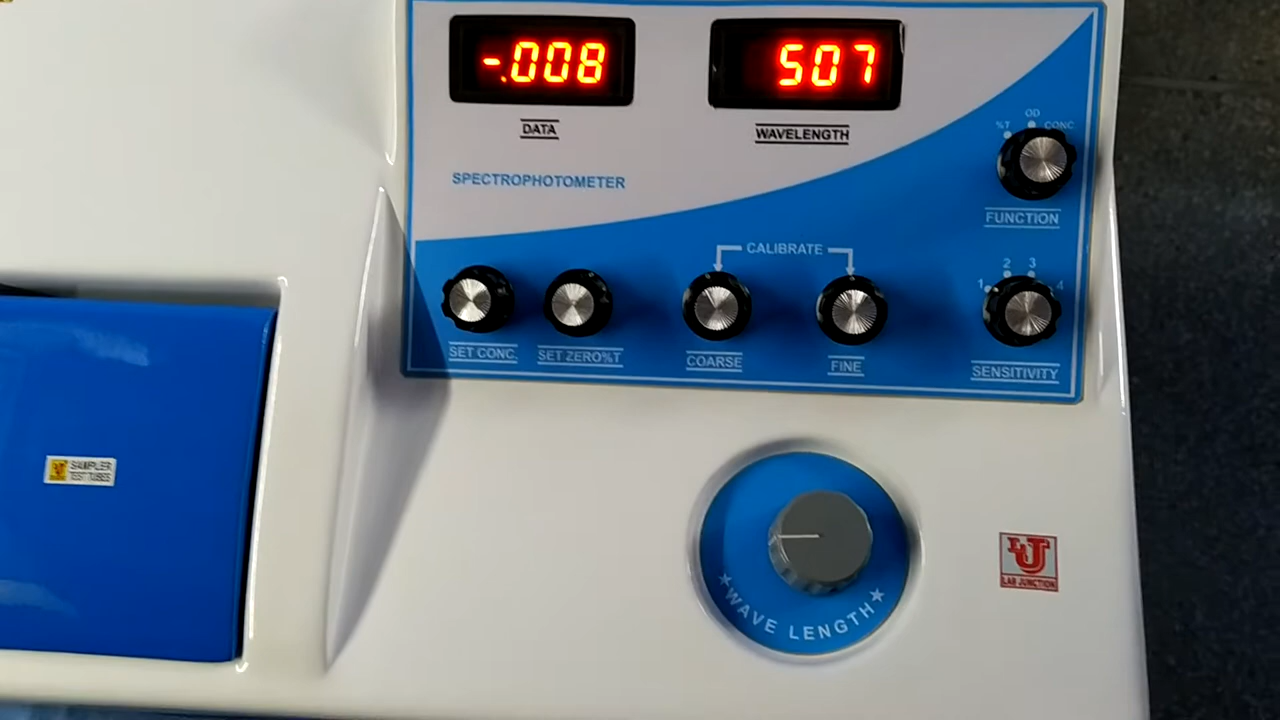 -.008
507
DATA
WAVELENGTH
SPECTROPHOTOMETER
%T
OD
CONC
FUNCTION
CALIBRATE
SET CONC.
SET ZERO%T
COARSE
FINE
1
2
3
4
SENSITIVITY
SAMPLER
TEST TUBES
WAVE LENGTH
LJ
LAB JUNCTION